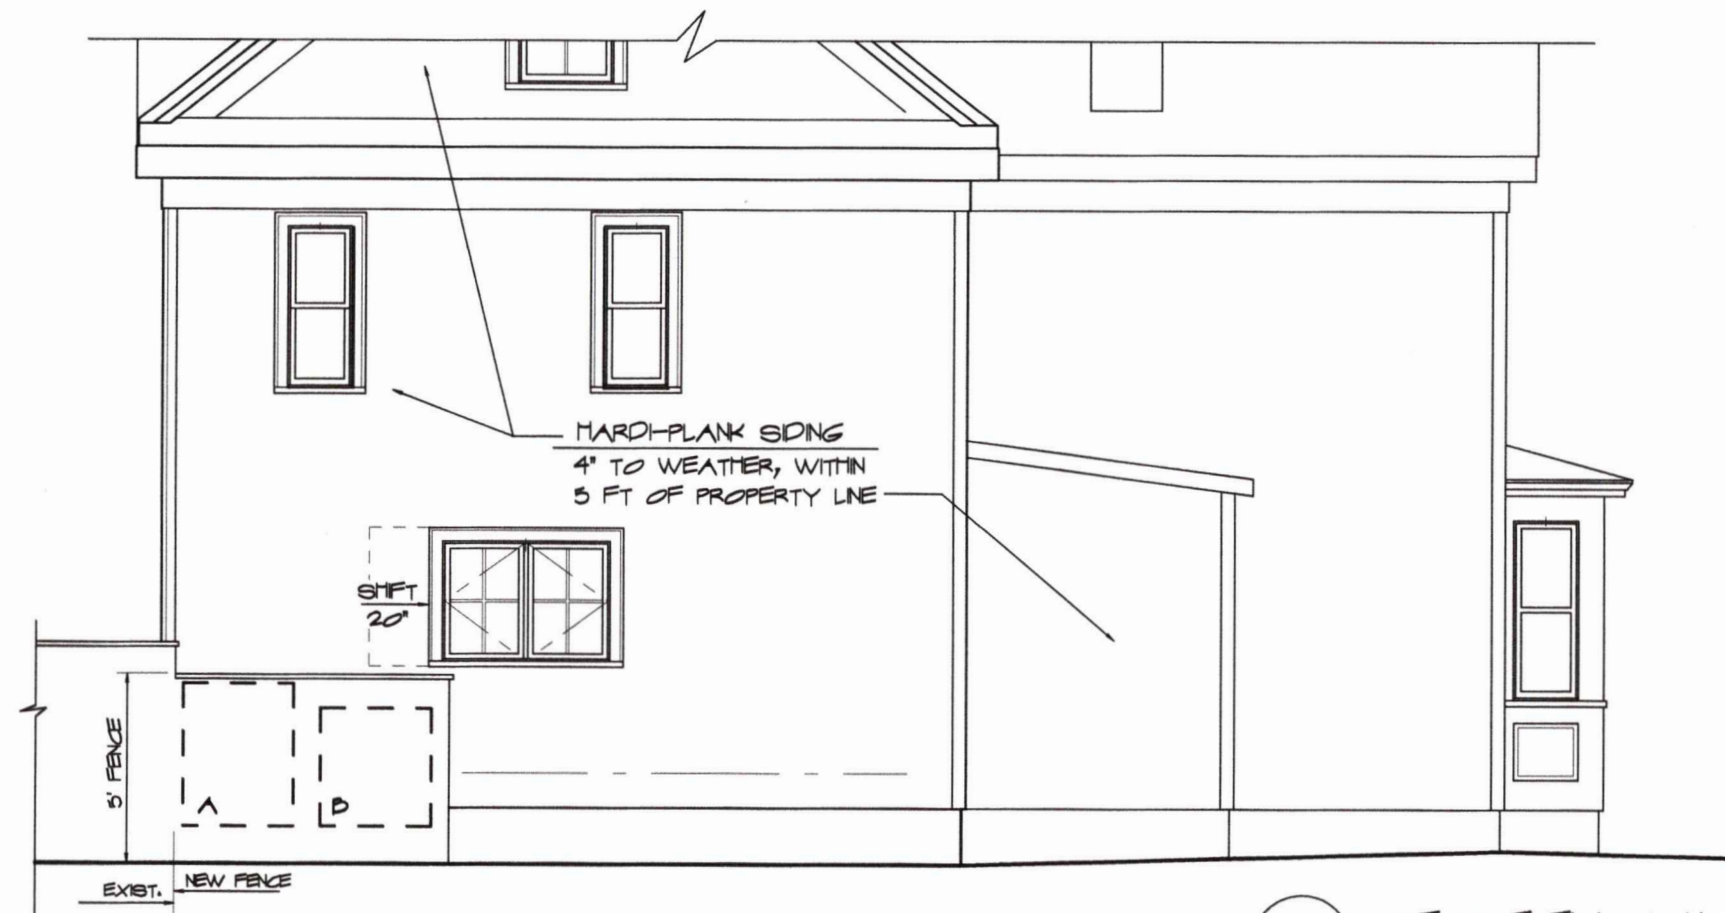 HARDI-PLANK SIDING
4" TO WEATHER, WITHIN
5 FT OF PROPERTY LINE
SHIFT
20"
5' FENCE
A
B
EXIST.
NEW FENCE